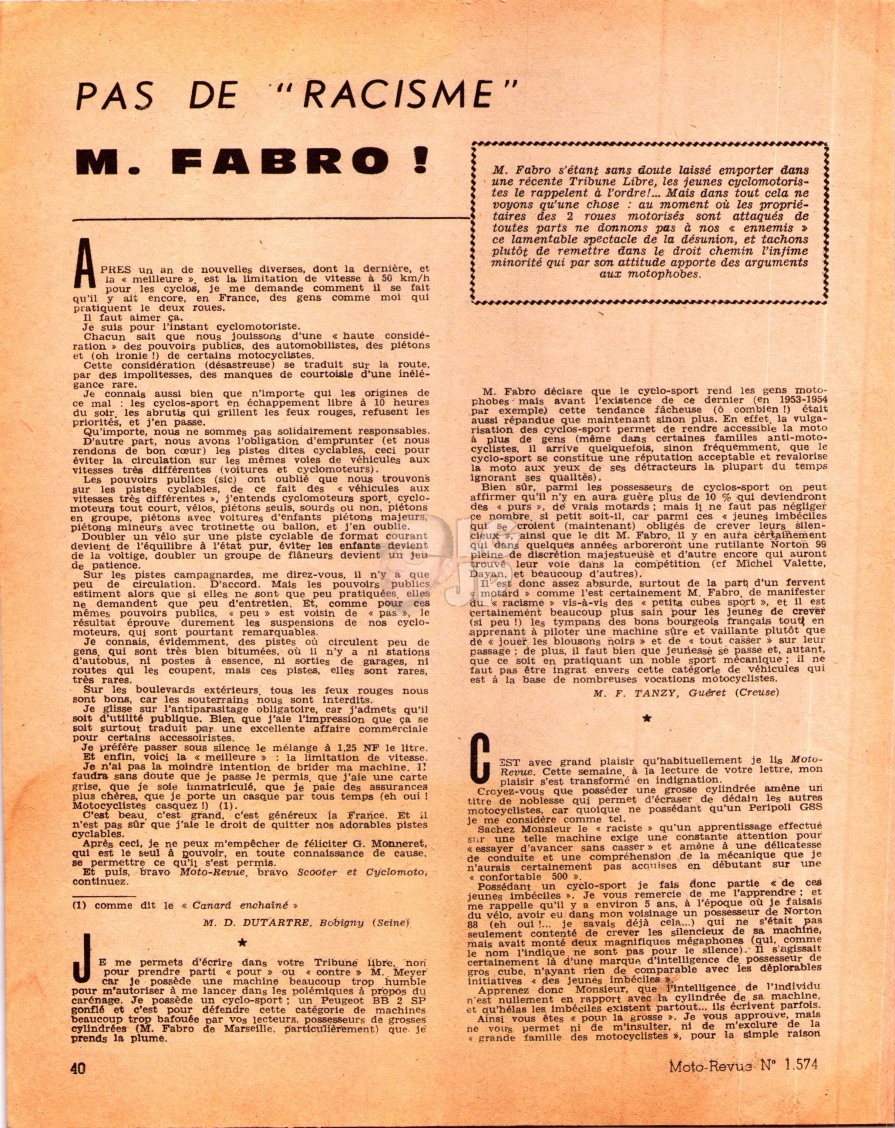 PAS DE "RACISME"
M. FABRO !
M. Fabro s'étant sans doute laissé emporter dans
une récente Tribune Libre, les jeunes cyclomotoris-
tes le rappelent à l'ordre!... Mais dans tout cela ne
voyons qu'une chose : au moment où les proprié-
taires des 2 roues motorisés sont attaqués de
toutes parts ne donnons pas à nos « ennemis »
ce lamentable spectacle de la désunion, et tachons
plutôt de remettre dans le droit chemin l'infime
minorité qui par son attitude apporte des arguments
aux motophobes.
APRES un an de nouvelles diverses, dont la dernière, et
la « meilleure », est la limitation de vitesse à 50 km/h
pour les cyclos, je me demande comment il se fait
qu'il y ait encore, en France, des gens comme moi qui
pratiquent le deux roues.
Il faut aimer ça.
Je suis pour l'instant cyclomotoriste.
Chacun sait que nous jouissons d'une « haute considé-
ration » des pouvoirs publics, des automobilistes, des piétons
et (oh ironie !) de certains motocyclistes.
Cette considération (désastreuse) se traduit sur la route,
par des impolitesses, des manques de courtoisie d'une inélé-
gance rare.
Je connais aussi bien que n'importe qui les origines de
ce mal : les cyclos-sport en échappement libre à 10 heures
du soir, les abrutis qui grillent les feux rouges, refusent les
priorités, et j'en passe.
Qu'importe, nous ne sommes pas solidairement responsables.
D'autre part, nous avons l'obligation d'emprunter (et nous
rendons de bon cœur) les pistes dites cyclables, ceci pour
éviter la circulation sur les mêmes voies de véhicules aux
vitesses très différentes (voitures et cyclomoteurs).
Les pouvoirs publics (sic) ont oublié que nous trouvons
sur les pistes cyclables, de ce fait des « véhicules aux
vitesses très différentes », j'entends cyclomoteurs sport, cyclo-
moteurs tout court, vélos, piétons seuls, sourds ou non, piétons
en groupe, piétons avec voitures d'enfants piétons majeurs,
piétons mineurs avec trotinette ou ballon, et j'en oublie.
Doubler un vélo sur une piste cyclable de format courant
devient de l'équilibre à l'état pur, éviter les enfants devient
de la voltige, doubler un groupe de flâneurs devient un jeu
de patience.
Sur les pistes campagnardes, me direz-vous, il n'y a que
peu de circulation. D'accord. Mais les pouvoirs publics
estiment alors que si elles ne sont que peu pratiquées, elles
ne demandent que peu d'entretien. Et, comme pour ces
mêmes pouvoirs publics, « peu » est voisin de « pas », le
résultat éprouve durement les suspensions de nos cyclo-
moteurs, qui sont pourtant remarquables.
Je connais, évidemment, des pistes où circulent peu de
gens, qui sont très bien bitumées, où il n'y a ni stations
d'autobus, ni postes à essence, ni sorties de garages, ni
routes qui les coupent, mais ces pistes, elles sont rares,
très rares.
Sur les boulevards extérieurs, tous les feux rouges nous
sont bons, car les souterrains nous sont interdits.
Je glisse sur l'antiparasitage obligatoire, car j'admets qu'il
soit d'utilité publique. Bien que j'aie l'impression que ça se
soit surtout traduit par une excellente affaire commerciale
pour certains accessoiristes.
Je préfère passer sous silence le mélange à 1,25 NF le litre.
Et enfin, voici la « meilleure » : la limitation de vitesse.
Je n'ai pas la moindre intention de brider ma machine. Il
faudra sans doute que je passe le permis, que j'aie une carte
grise, que je sois immatriculé, que je paie des assurances
plus chères, que je porte un casque par tous temps (eh oui !
Motocyclistes casquez !) (1).
C'est beau, c'est grand, c'est généreux la France. Et il
n'est pas sûr que j'aie le droit de quitter nos adorables pistes
cyclables.
Après ceci, je ne peux m'empêcher de féliciter G. Monneret,
qui est le seul à pouvoir, en toute connaissance de cause,
se permettre ce qu'il s'est permis.
Et puis, bravo Moto-Revue, bravo Scooter et Cyclomoto,
continuez.
(1) comme dit le « Canard enchaîné »
M. D. DUTARTRE, Bobigny (Seine)
★
JE me permets d'écrire dans votre Tribune libre, non
pour prendre parti « pour » ou « contre » M. Meyer
car je possède une machine beaucoup trop humble
pour m'autoriser à me lancer dans les polémiques à propos du
carénage. Je possède un cyclo-sport ; un Peugeot BB 2 SP
gonflé et c'est pour défendre cette catégorie de machines
beaucoup trop bafouée par vos lecteurs, possesseurs de grosses
cylindrées (M. Fabro de Marseille, particulièrement) que je
prends la plume.
M. Fabro déclare que le cyclo-sport rend les gens moto-
phobes mais avant l'existence de ce dernier (en 1953-1954
par exemple) cette tendance fâcheuse (ô combien !) était
aussi répandue que maintenant sinon plus. En effet, la vulga-
risation des cyclos-sport permet de rendre accessible la moto
à plus de gens (même dans certaines familles anti-moto-
cyclistes, il arrive quelquefois, sinon fréquemment, que le
cyclo-sport se constitue une réputation acceptable et revalorise
la moto aux yeux de ses détracteurs la plupart du temps
ignorant ses qualités).
Bien sûr, parmi les possesseurs de cyclos-sport on peut
affirmer qu'il n'y en aura guère plus de 10 % qui deviendront
des « purs », de vrais motards ; mais il ne faut pas négliger
ce nombre, si petit soit-il, car parmi ces « jeunes imbéciles
qui se croient (maintenant) obligés de crever leurs silen-
cieux » ainsi que le dit M. Fabro, il y en aura certainement
qui dans quelques années arboreront une rutilante Norton 99
pleine de discrétion majestueuse et d'autre encore qui auront
trouvé leur voie dans la compétition (cf Michel Valette,
Dayan, et beaucoup d'autres).
Il est donc assez absurde, surtout de la part d'un fervent
« motard » comme l'est certainement M. Fabro, de manifester
du « racisme » vis-à-vis des « petits cubes sport », et il est
certainement beaucoup plus sain pour les jeunes de crever
(si peu !) les tympans des bons bourgeois français tout en
apprenant à piloter une machine sûre et vaillante plutôt que
de « jouer les blousons noirs » et de « tout casser » sur leur
passage ; de plus, il faut bien que jeunesse se passe et, autant,
que ce soit en pratiquant un noble sport mécanique ; il ne
faut pas être ingrat envers cette catégorie de véhicules qui
est à la base de nombreuses vocations motocyclistes.
M. F. TANZY, Guéret (Creuse)
★
C'EST avec grand plaisir qu'habituellement je lis Moto-
Revue. Cette semaine, à la lecture de votre lettre, mon
plaisir s'est transformé en indignation.
Croyez-vous que posséder une grosse cylindrée amène un
titre de noblesse qui permet d'écraser de dédain les autres
motocyclistes, car quoique ne possédant qu'un Peripoli GSS
je me considère comme tel.
Sachez Monsieur le « raciste » qu'un apprentissage effectué
sur une telle machine exige une constante attention pour
« essayer d'avancer sans casser » et amène à une délicatesse
de conduite et une compréhension de la mécanique que je
n'aurais certainement pas acquises en débutant sur une
« confortable 500 ».
Possédant un cyclo-sport je fais donc partie « de ces
jeunes imbéciles ». Je vous remercie de me l'apprendre ; et
me rappelle qu'il y a environ 5 ans, à l'époque où je faisais
du vélo, avoir eu dans mon voisinage un possesseur de Norton
88 (eh oui !... je savais déjà cela...) qui ne s'était pas
seulement contenté de crever les silencieux de sa machine,
mais avait monté deux magnifiques mégaphones (qui, comme
le nom l'indique ne sont pas pour le silence). Il s'agissait
certainement là d'une marque d'intelligence de possesseur de
gros cube, n'ayant rien de comparable avec les déplorables
initiatives « des jeunes imbéciles ».
Apprenez donc Monsieur, que l'intelligence de l'individu
n'est nullement en rapport avec la cylindrée de sa machine,
et qu'hélas les imbéciles existent partout... ils écrivent parfois.
Ainsi vous êtes « pour la grosse ». Je vous approuve, mais
ne vous permet ni de m'insulter, ni de m'exclure de la
« grande famille des motocyclistes », pour la simple raison
40
Moto-Revue N° 1.574